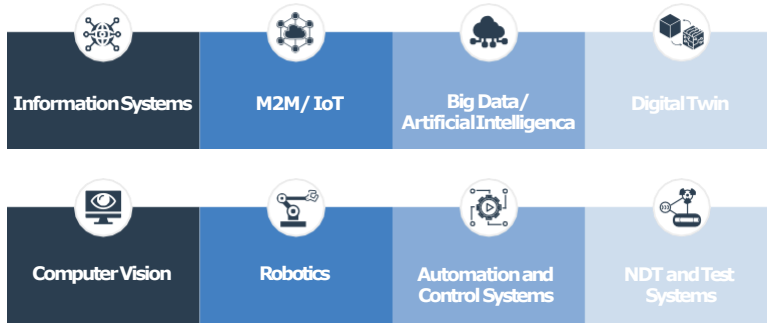 Information Systems
M2M / IoT
Big Data /
Artificial Intelligenca
Digital Twin
Computer Vision
Robotics
Automation and
Control Systems
NDT and Test
Systems